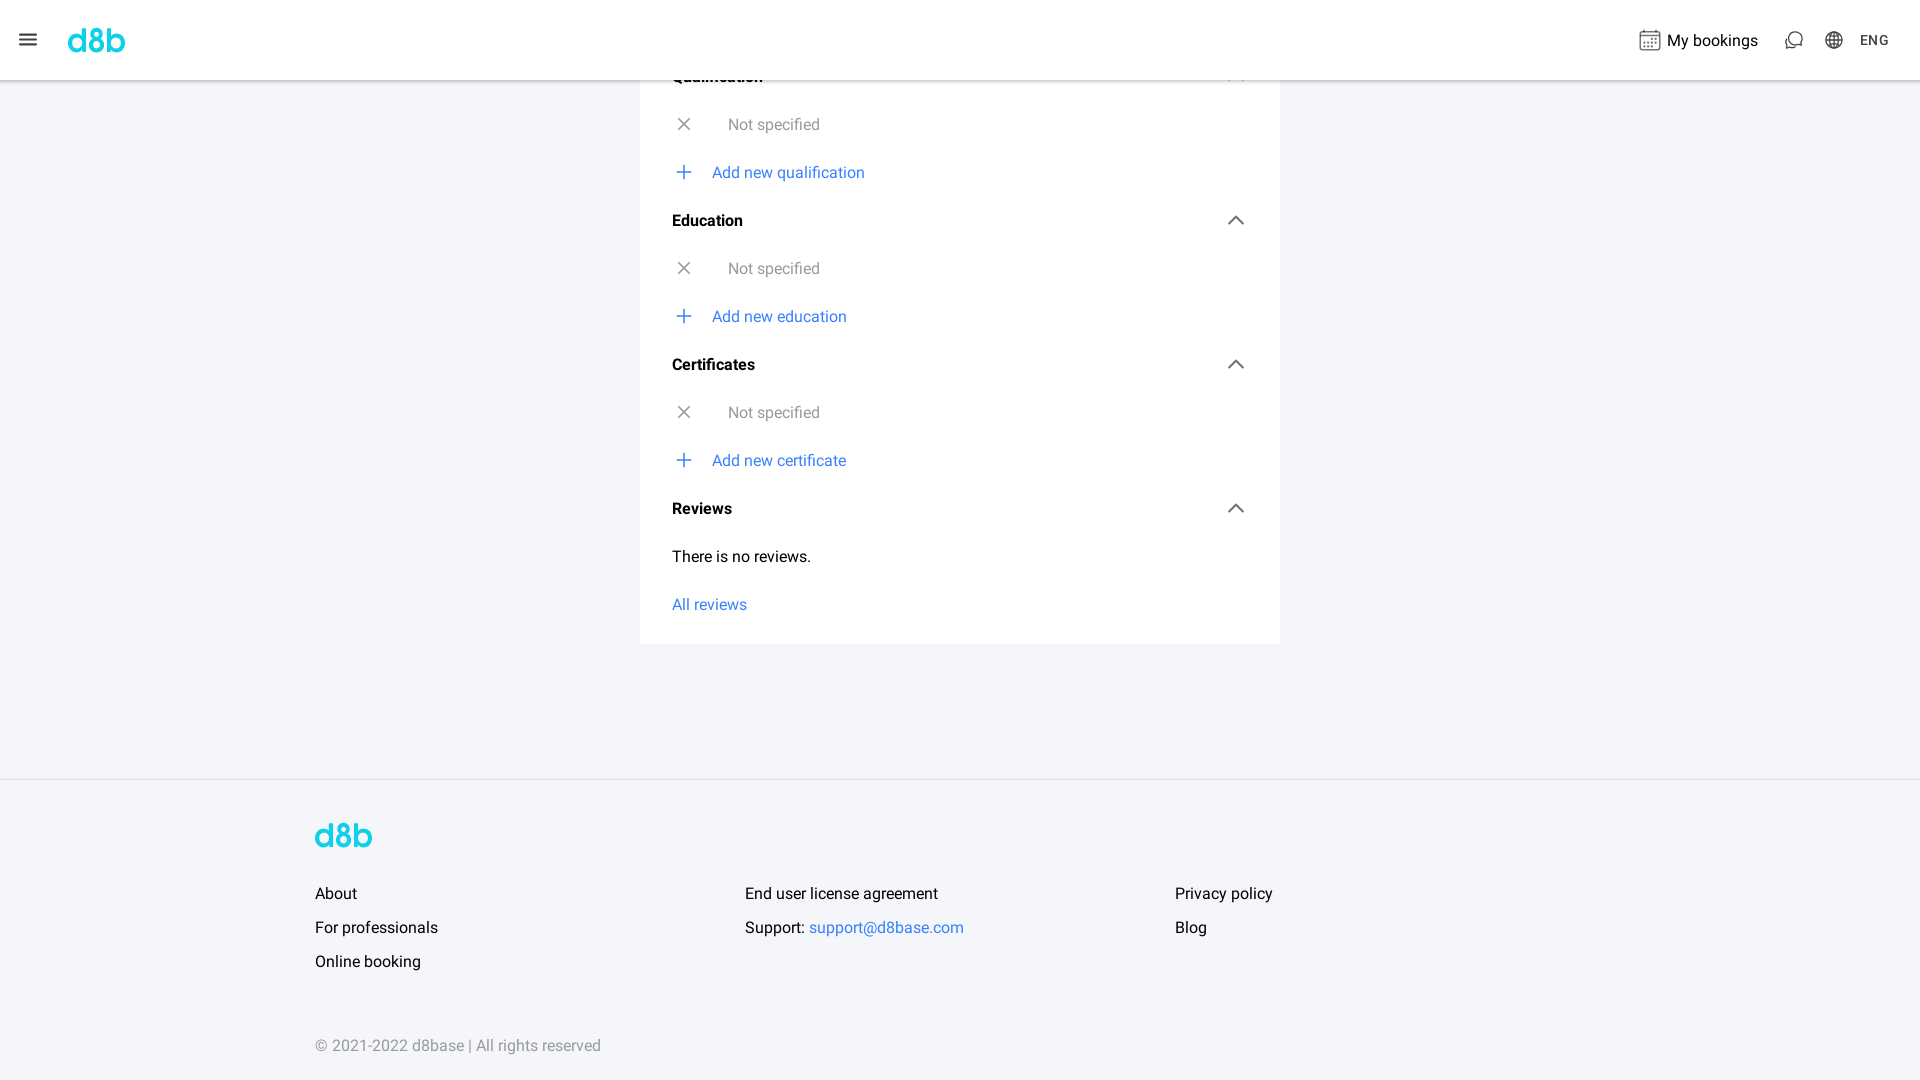 d8b
My bookings
ENG
Qualification
Not specified
Add new qualification
Education
Not specified
Add new education
Certificates
Not specified
Add new certificate
Reviews
There is no reviews.
All reviews
d8b
About
End user license agreement
Privacy policy
For professionals
Support: support@d8base.com
Blog
Online booking
© 2021-2022 d8base | All rights reserved